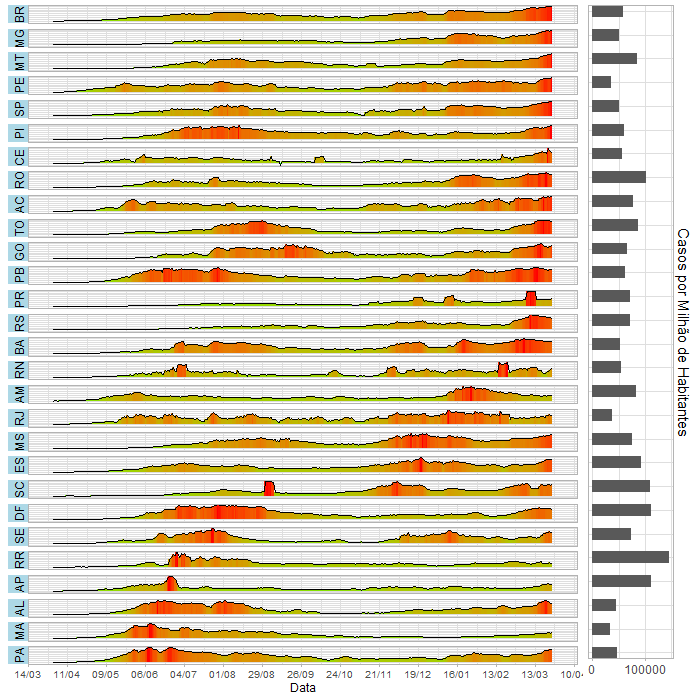 BR
MG
MT
PE
SP
PI
CE
RO
AC
TO
GO
PB
PR
RS
BA
RN
AM
RJ
MS
ES
SC
DF
SE
RR
AP
AL
MA
PA
14/03 11/04 09/05 06/06 04/07 01/08 29/08 26/09 24/10 21/11 19/12 16/01 13/02 13/03 10/04
Data
0 100000
Casos por Milhão de Habitantes